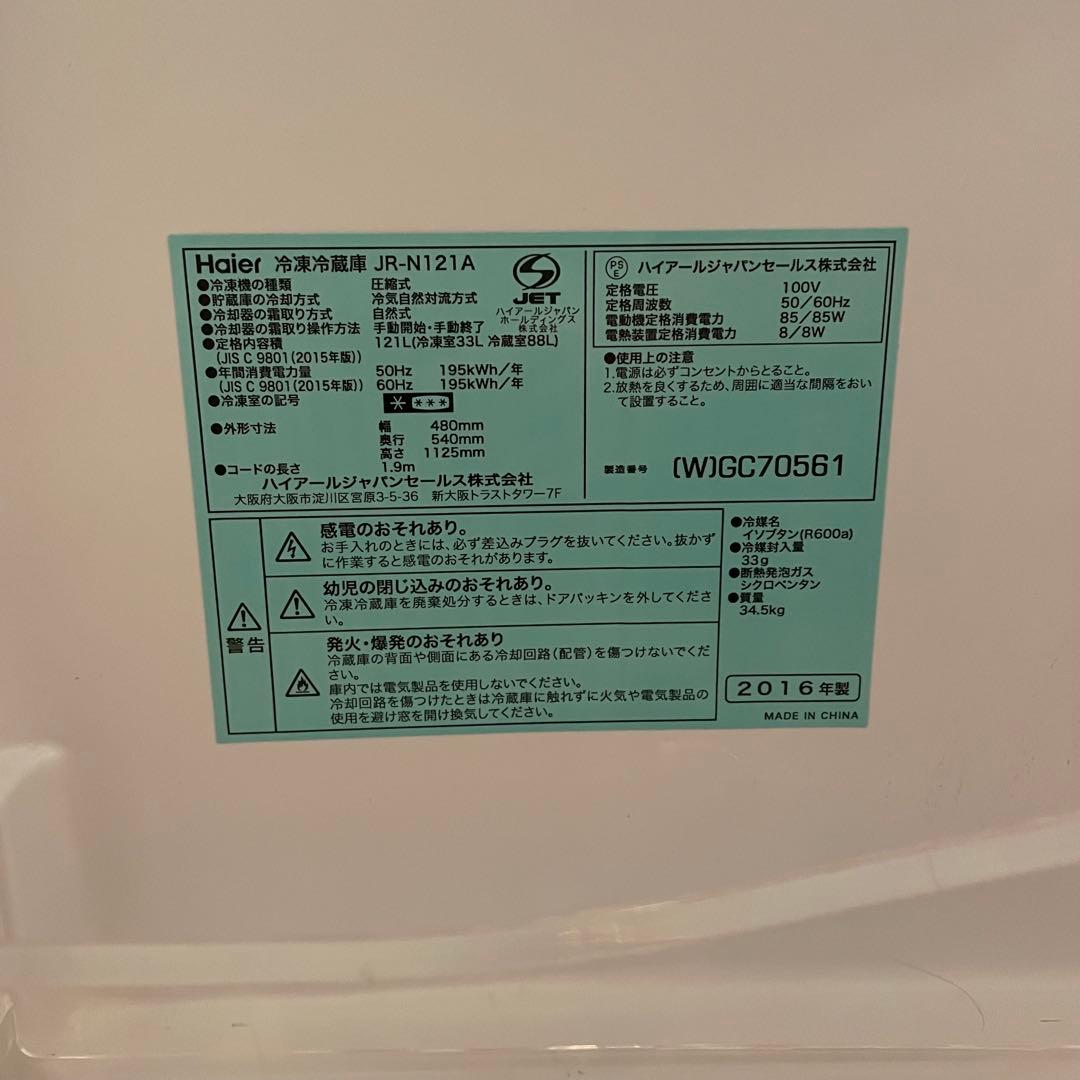 Haier 冷凍冷蔵庫 JR-N121A
●冷凍機の種類 圧縮式
●貯蔵庫の冷却方式 冷気自然対流方式
●冷却器の霜取り方式 自然式
●冷却器の霜取り操作方法 手動開始・手動終了
●定格内容積 121L(冷凍室33L 冷蔵室88L)
(JIS C 9801(2015年版))
●年間消費電力量 50Hz 195kWh/年
(JIS C 9801(2015年版)) 60Hz 195kWh/年
●冷凍室の記号 * ***
●外形寸法 幅 480mm
奥行 540mm
高さ 1125mm
●コードの長さ 1.9m
ハイアールジャパンセールス株式会社
大阪府大阪市淀川区宮原3-5-36 新大阪トラストタワー7F
JET
ハイアールジャパン
ホールディングス
株式会社
PS
E
ハイアールジャパンセールス株式会社
定格電圧 100V
定格周波数 50/60Hz
電動機定格消費電力 85/85W
電熱装置定格消費電力 8/8W
●使用上の注意
1.電源は必ずコンセントからとること。
2.放熱を良くするため、周囲に適当な間隔をおい
て設置すること。
製造番号 (W)GC70561
警告
感電のおそれあり。
お手入れのときには、必ず差込みプラグを抜いてください。抜かず
に作業すると感電のおそれがあります。
幼児の閉じ込みのおそれあり。
冷凍冷蔵庫を廃棄処分するときは、ドアパッキンを外してくださ
い。
発火・爆発のおそれあり
冷蔵庫の背面や側面にある冷却回路(配管)を傷つけないでくだ
さい。
庫内では電気製品を使用しないでください。
冷却回路を傷つけたときは冷蔵庫に触れずに火気や電気製品の
使用を避け窓を開け換気してください。
●冷媒名
イソブタン(R600a)
●冷媒封入量
33g
●断熱発泡ガス
シクロペンタン
●質量
34.5kg
2016年製
MADE IN CHINA